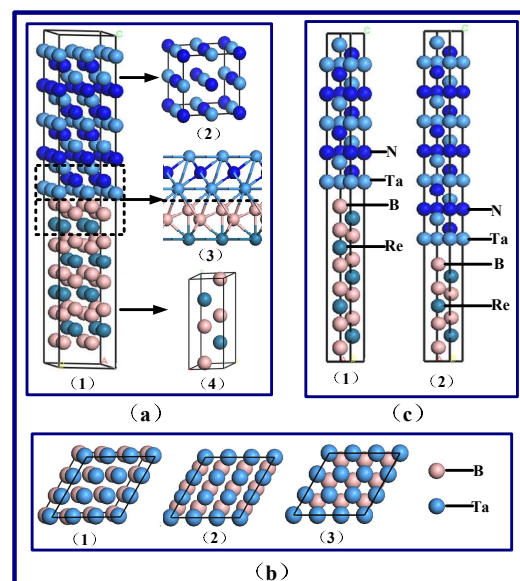 C
(2)
(3)
(1)
(4)
(a)
C
N
Ta
B
Re
N
Ta
B
Re
(1)
(2)
(c)
(1)
(2)
(3)
B
Ta
(b)